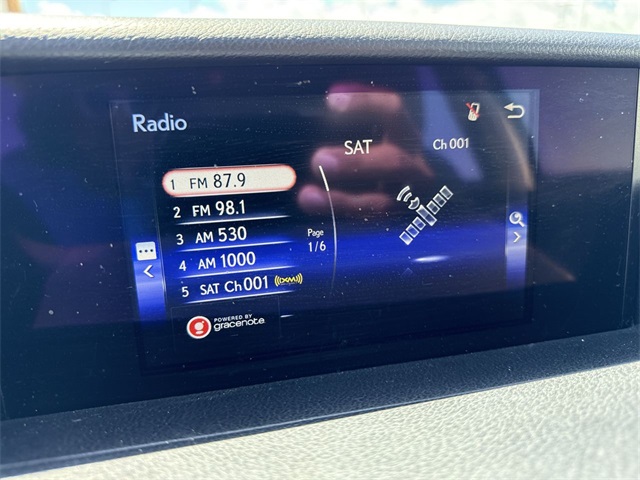 Radio
SAT Ch 001
1 FM 87.9
2 FM 98.1
3 AM 530
4 AM 1000
5 SAT Ch 001 ((XM))
Page
1/6
POWERED BY
gracenote.